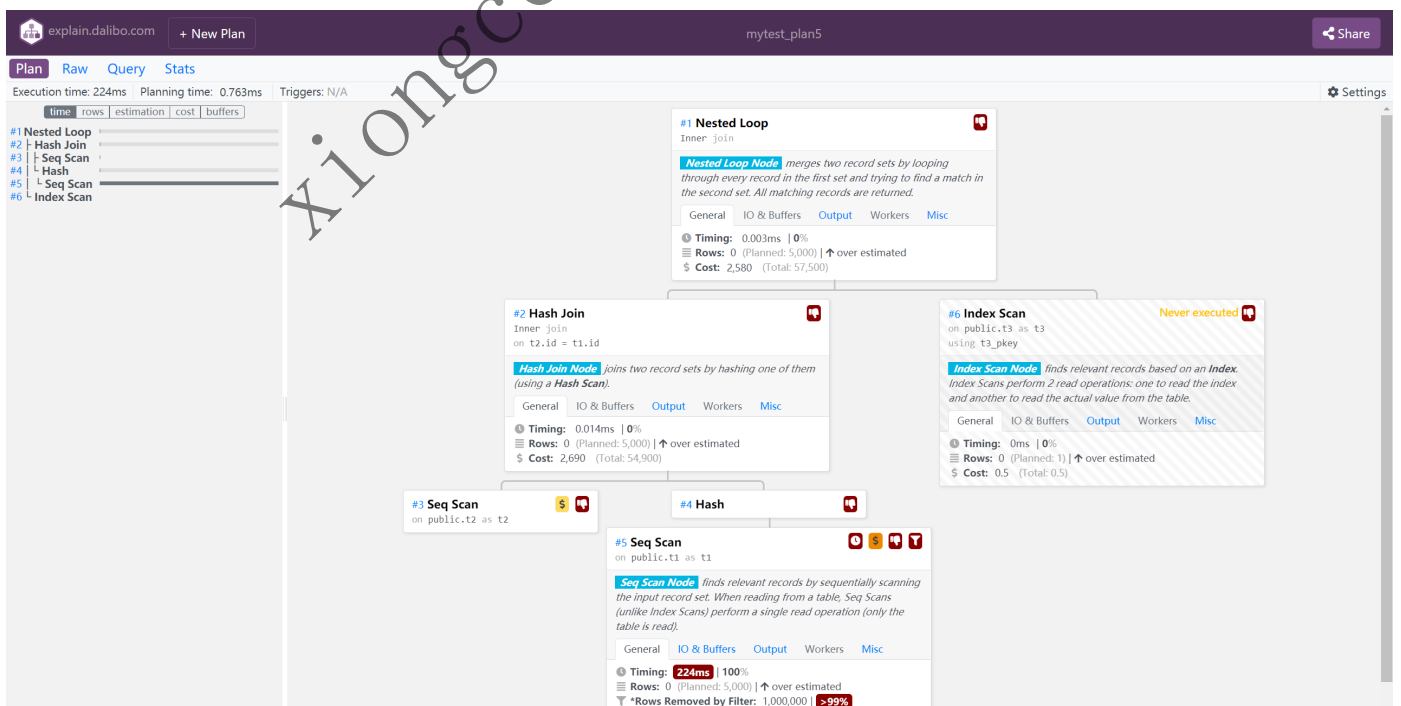 explain.dalibo.com
+ New Plan
mytest_plan5
Share
Plan Raw Query Stats
Execution time: 224ms Planning time: 0.763ms Triggers: N/A
Settings
time rows estimation cost buffers
#1 Nested Loop
#2 Hash Join
#3 Seq Scan
#4 Hash
#5 Seq Scan
#6 Index Scan
xiongc
#1 Nested Loop
Inner join
Nested Loop Node merges two record sets by looping
through every record in the first set and trying to find a match in
the second set. All matching records are returned.
General IO & Buffers Output Workers Misc
Timing: 0.003ms | 0%
Rows: 0 (Planned: 5,000) | over estimated
$ Cost: 2,580 (Total: 57,500)
#2 Hash Join
Inner join
on t2.id = t1.id
Hash Join Node joins two record sets by hashing one of them
(using a Hash Scan).
General IO & Buffers Output Workers Misc
Timing: 0.014ms | 0%
Rows: 0 (Planned: 5,000) | over estimated
$ Cost: 2,690 (Total: 54,900)
#6 Index Scan Never executed
on public.t3 as t3
using t3_pkey
Index Scan Node finds relevant records based on an Index.
Index Scans perform 2 read operations: one to read the index
and another to read the actual value from the table.
General IO & Buffers Output Workers Misc
Timing: 0ms | 0%
Rows: 0 (Planned: 1) | over estimated
$ Cost: 0.5 (Total: 0.5)
#3 Seq Scan $
on public.t2 as t2
#4 Hash
#5 Seq Scan $
on public.t1 as t1
Seq Scan Node finds relevant records by sequentially scanning
the input record set. When reading from a table, Seq Scans
(unlike Index Scans) perform a single read operation (only the
table is read).
General IO & Buffers Output Workers Misc
Timing: 224ms | 100%
Rows: 0 (Planned: 5,000) | over estimated
*Rows Removed by Filter: 1,000,000 | >99%